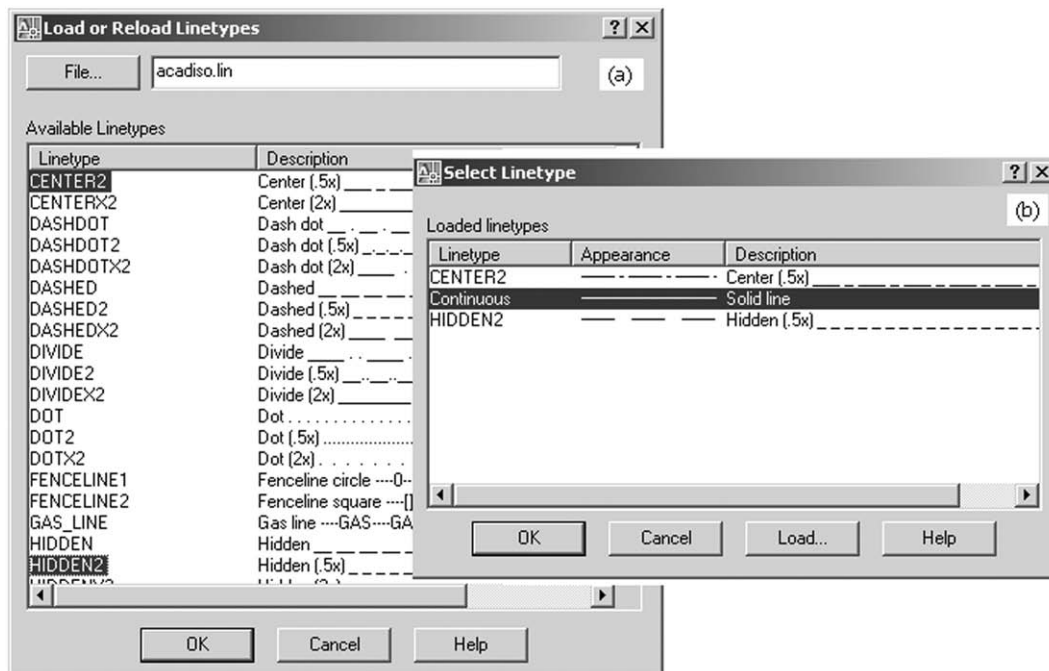 Load or Reload Linetypes
File... acadiso.lin (a)
Available Linetypes
Linetype Description
CENTER2 Center (.5x)
CENTERX2 Center (2x)
DASHDOT Dash dot
DASHDOT2 Dash dot (.5x)
DASHDOTX2 Dash dot (2x)
DASHED Dashed
DASHED2 Dashed (.5x)
DASHEDX2 Dashed (2x)
DIVIDE Divide
DIVIDE2 Divide (.5x)
DIVIDEX2 Divide (2x)
DOT Dot
DOT2 Dot (.5x)
DOTX2 Dot (2x)
FENCELINE1 Fenceline circle ----0--
FENCELINE2 Fenceline square ----[]
GAS_LINE Gas line ----GAS----GA
HIDDEN Hidden
HIDDEN2 Hidden (.5x)
OK Cancel Help
Select Linetype
(b)
Loaded linetypes
Linetype Appearance Description
CENTER2 Center (.5x)
Continuous Solid line
HIDDEN2 Hidden (.5x)
OK Cancel Load... Help